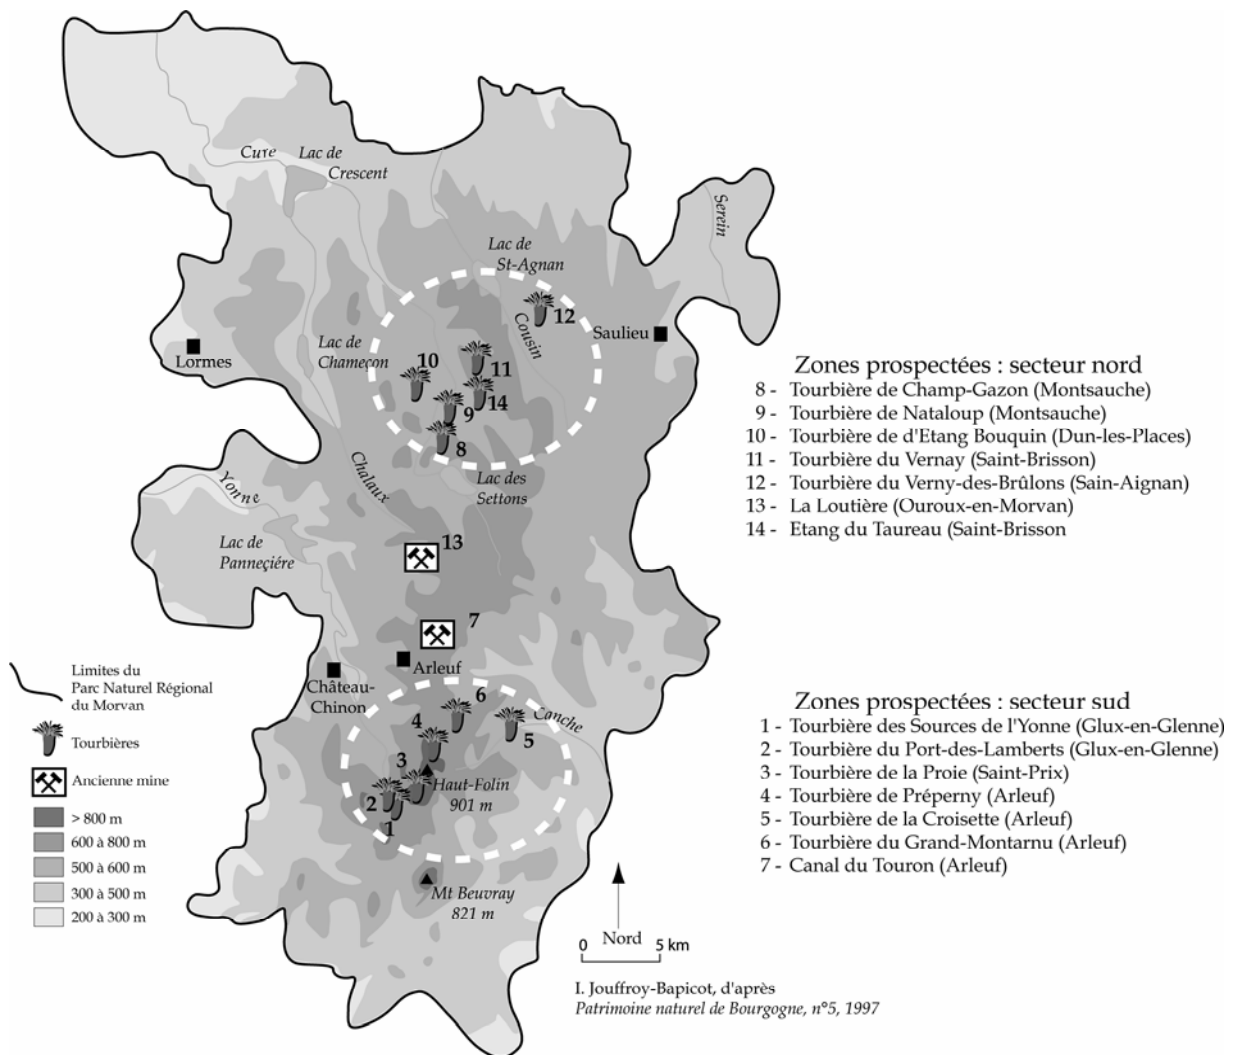 Cure
Lac de
Crescent
Serein
Lac de
St-Agnan
12
Cousin
Saulieu
Lormes
Lac de
Chameçon
10
11
14
9
8
Lac des
Settons
Chalaux
Yonne
Lac de
Panneçiére
13
7
Arleuf
Château-
Chinon
6
4
5
Canche
3
Haut-Folin
901 m
2
1
Mt Beuvray
821 m
Zones prospectées : secteur nord
8 - Tourbière de Champ-Gazon (Montsauche)
9 - Tourbière de Nataloup (Montsauche)
10 - Tourbière de d'Etang Bouquin (Dun-les-Places)
11 - Tourbière du Vernay (Saint-Brisson)
12 - Tourbière du Verny-des-Brûlons (Sain-Aignan)
13 - La Loutière (Ouroux-en-Morvan)
14 - Etang du Taureau (Saint-Brisson
Zones prospectées : secteur sud
1 - Tourbière des Sources de l'Yonne (Glux-en-Glenne)
2 - Tourbière du Port-des-Lamberts (Glux-en-Glenne)
3 - Tourbière de la Proie (Saint-Prix)
4 - Tourbière de Préperny (Arleuf)
5 - Tourbière de la Croisette (Arleuf)
6 - Tourbière du Grand-Montarnu (Arleuf)
7 - Canal du Touron (Arleuf)
Limites du
Parc Naturel Régional
du Morvan
Tourbières
Ancienne mine
> 800 m
600 à 800 m
500 à 600 m
300 à 500 m
200 à 300 m
Nord
0 5 km
I. Jouffroy-Bapicot, d'après
Patrimoine naturel de Bourgogne, n°5, 1997